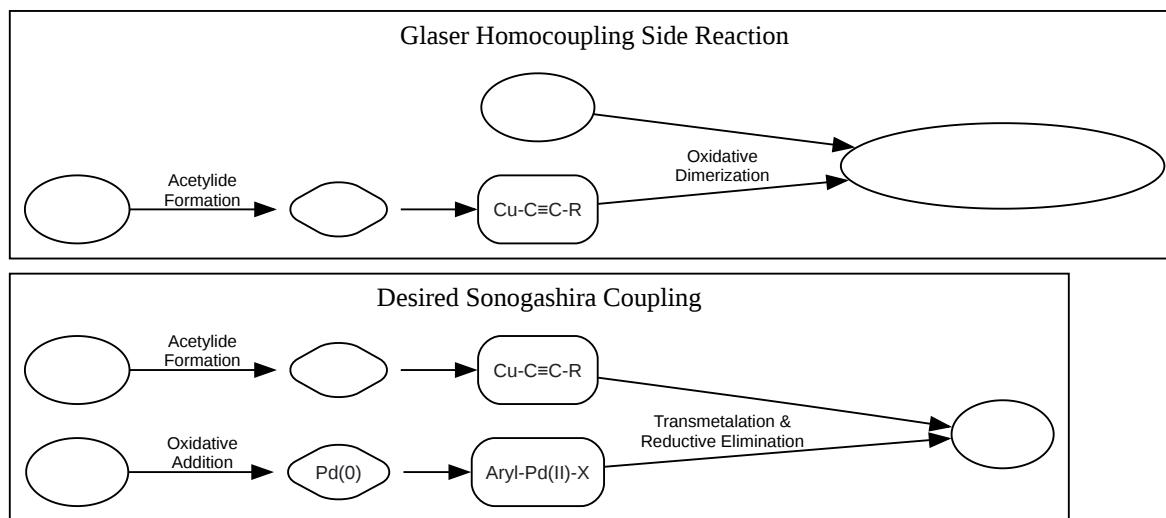 Glaser Homocoupling Side Reaction
Acetylide
Formation
Cu-C≡C-R
Oxidative
Dimerization
Desired Sonogashira Coupling
Acetylide
Formation
Cu-C≡C-R
Oxidative
Addition
Pd(0)
Aryl-Pd(II)-X
Transmetalation &
Reductive Elimination